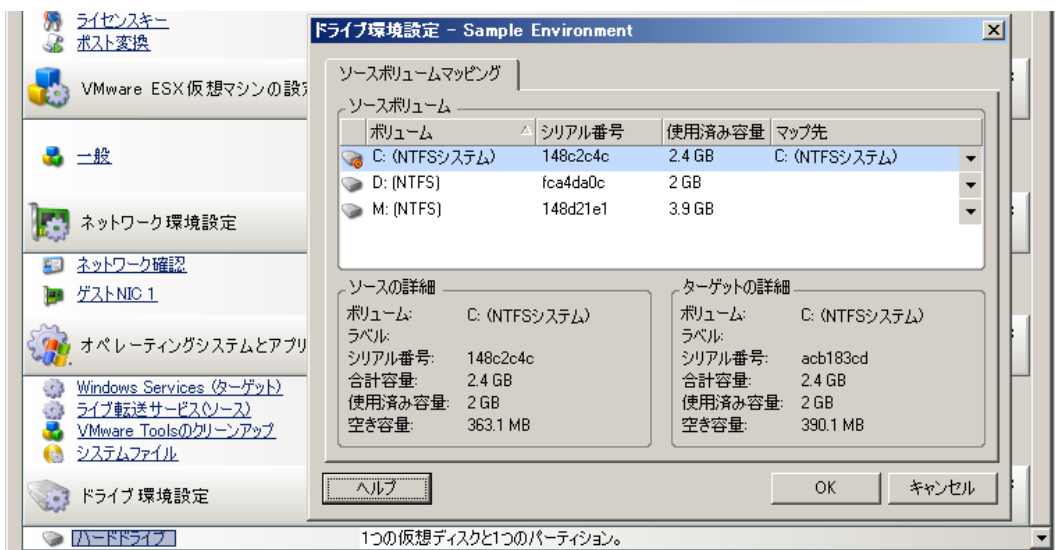 ライセンスキー
ポスト変換
VMware ESX仮想マシンの設
一般
ネットワーク環境設定
ネットワーク確認
ゲストNIC 1
オペレーティングシステムとアプリ
Windows Services (ターゲット)
ライブ転送サービス(ソース)
VMware Toolsのクリーンアップ
システムファイル
ドライブ環境設定
ハードドライブ
1つの仮想ディスクと1つのパーティション。
ドライブ環境設定 - Sample Environment
ソースボリュームマッピング
ソースボリューム
ボリューム シリアル番号 使用済み容量 マップ先
C: (NTFSシステム) 148c2c4c 2.4 GB C: (NTFSシステム)
D: (NTFS) fca4da0c 2 GB
M: (NTFS) 148d21e1 3.9 GB
ソースの詳細
ボリューム: C: (NTFSシステム)
ラベル:
シリアル番号: 148c2c4c
合計容量: 2.4 GB
使用済み容量: 2 GB
空き容量: 363.1 MB
ターゲットの詳細
ボリューム: C: (NTFSシステム)
ラベル:
シリアル番号: acb183cd
合計容量: 2.4 GB
使用済み容量: 2 GB
空き容量: 390.1 MB
ヘルプ
OK
キャンセル